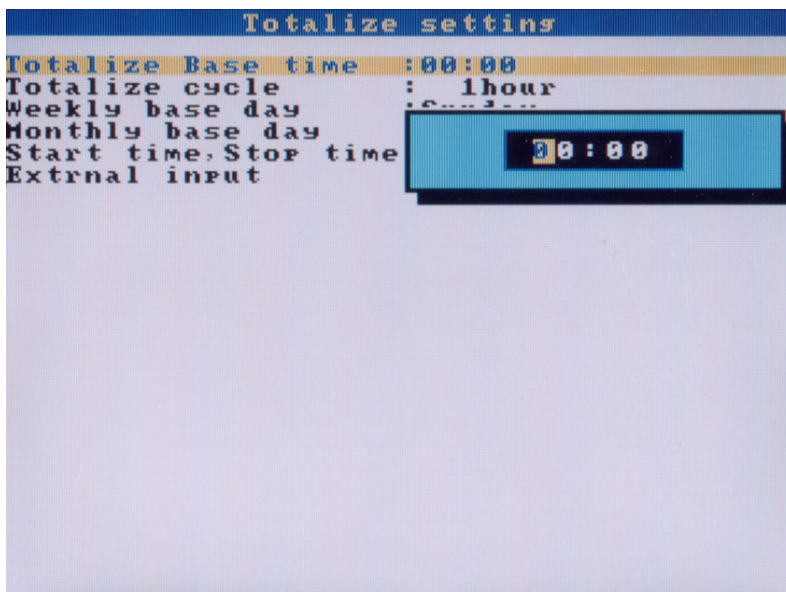 Totalize setting
Totalize Base time :00:00
Totalize cycle : 1hour
Weekly base day :
Monthly base day
Start time,Stop time
Extrnal input
00:00